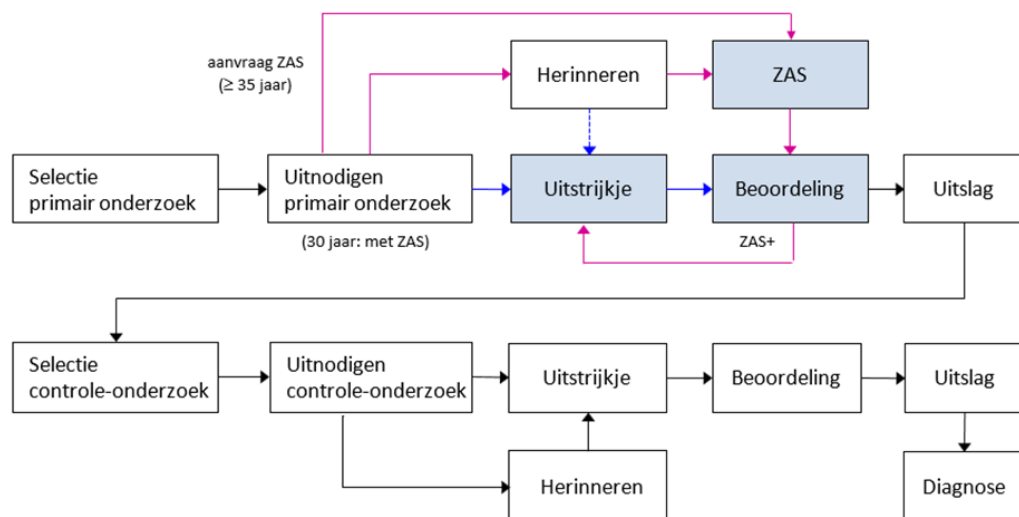 aanvraag ZAS
(≥ 35 jaar)
Herinneren
ZAS
Selectie
primair onderzoek
Uitnodigen
primair onderzoek
Uitstrijkje
Beoordeling
Uitslag
(30 jaar: met ZAS)
ZAS+
Selectie
controle-onderzoek
Uitnodigen
controle-onderzoek
Uitstrijkje
Beoordeling
Uitslag
Herinneren
Diagnose